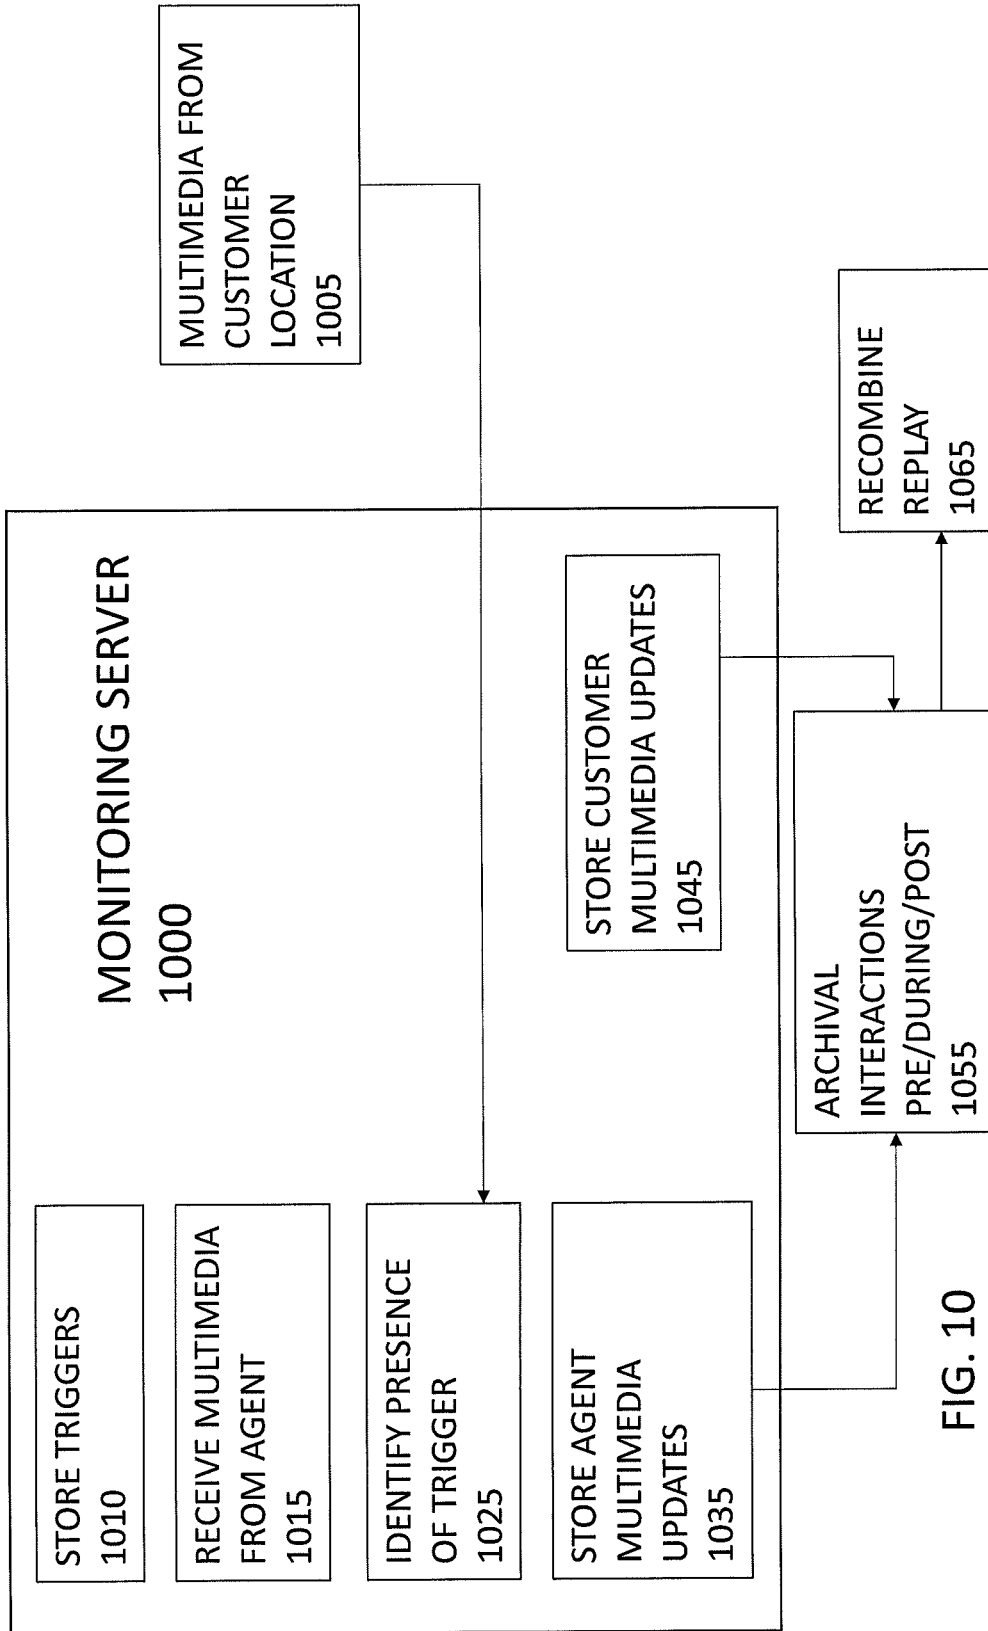 MONITORING SERVER
1000
STORE TRIGGERS
1010
RECEIVE MULTIMEDIA
FROM AGENT
1015
IDENTIFY PRESENCE
OF TRIGGER
1025
STORE AGENT
MULTIMEDIA
UPDATES
1035
STORE CUSTOMER
MULTIMEDIA UPDATES
1045
MULTIMEDIA FROM
CUSTOMER
LOCATION
1005
ARCHIVAL
INTERACTIONS
PRE/DURING/POST
1055
RECOMBINE
REPLAY
1065
FIG. 10